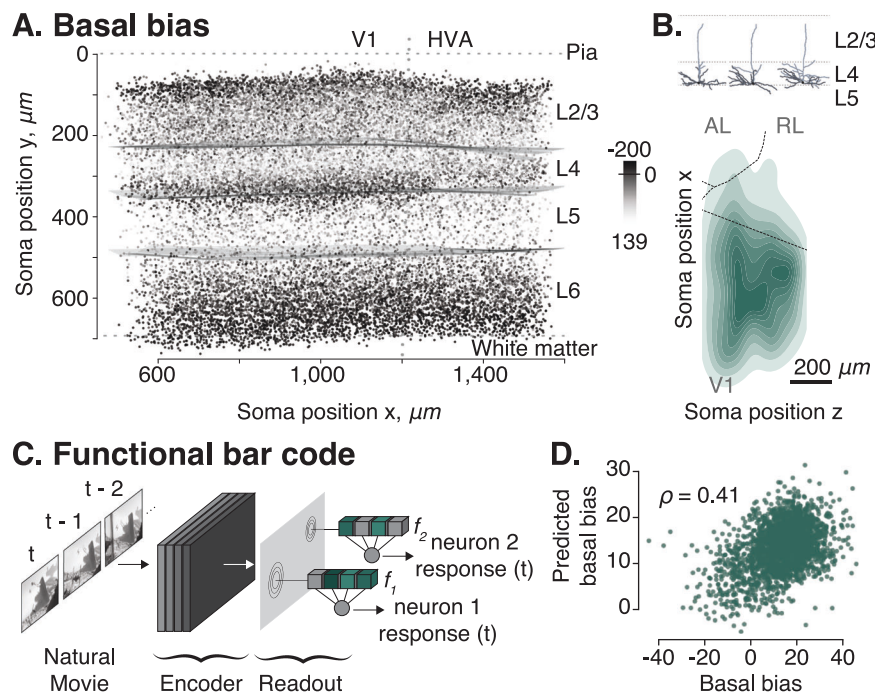 A. Basal bias
V1 HVA
Pia
L2/3
L4
L5
L6
White matter
0
200
400
600
Soma position y, μm
600 1,000 1,400
Soma position x, μm
-200
0
139
B.
L2/3
L4
L5
AL RL
V1
200 μm
Soma position x
Soma position z
C. Functional bar code
t - 2
t - 1
t
...
f2
neuron 2
response (t)
f1
neuron 1
response (t)
Natural
Movie
Encoder
Readout
D.
ρ = 0.41
30
20
10
0
Predicted
basal bias
-40 -20 0 20 40
Basal bias